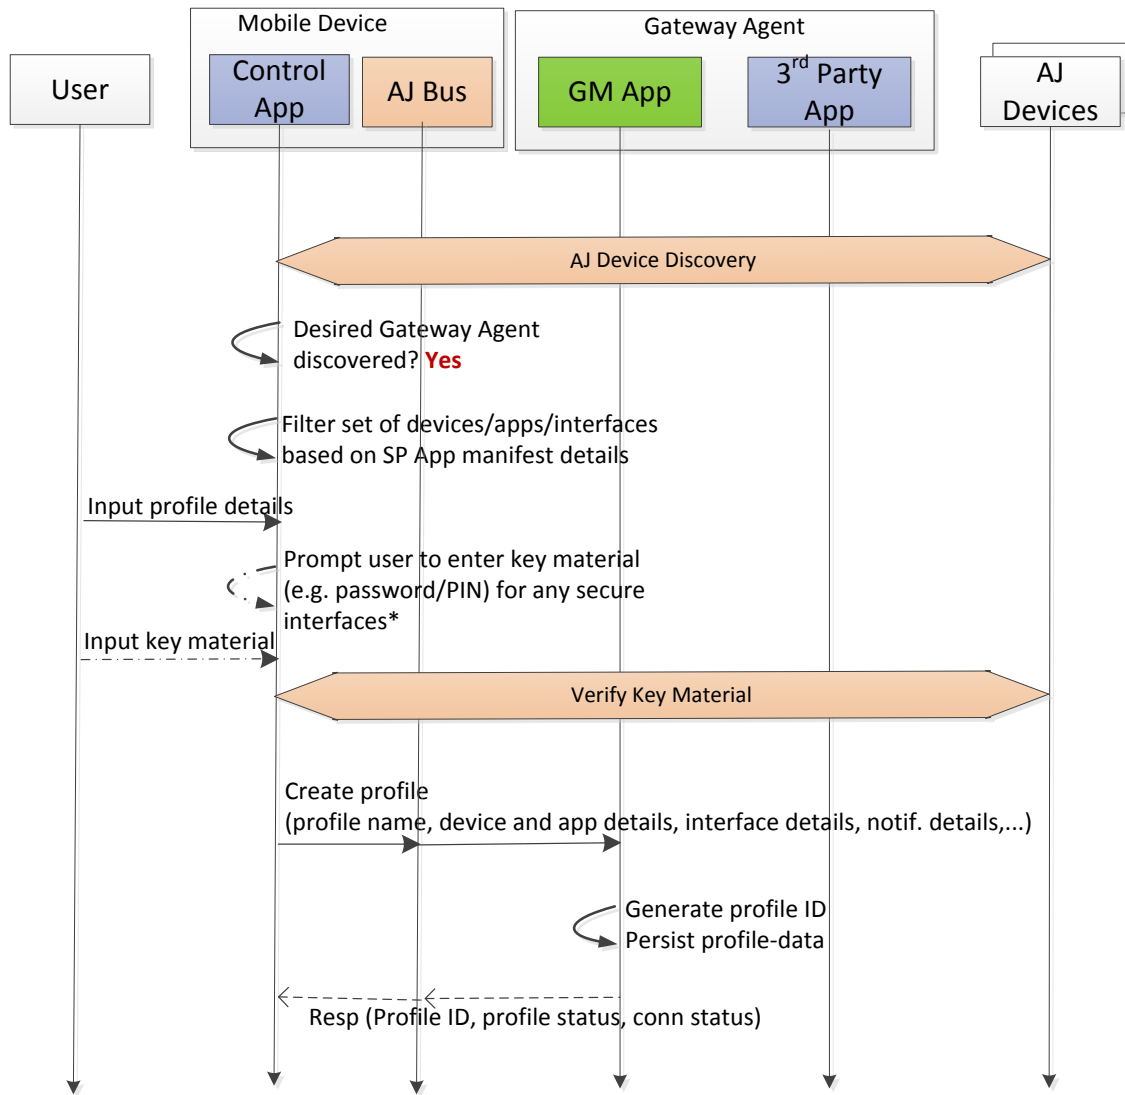 Mobile Device
Gateway Agent
User
Control
App
AJ Bus
GM App
3rd Party
App
AJ
Devices
AJ Device Discovery
Desired Gateway Agent
discovered? Yes
Filter set of devices/apps/interfaces
based on SP App manifest details
Input profile details
Prompt user to enter key material
(e.g. password/PIN) for any secure
interfaces*
Input key material
Verify Key Material
Create profile
(profile name, device and app details, interface details, notif. details,...)
Generate profile ID
Persist profile-data
Resp (Profile ID, profile status, conn status)